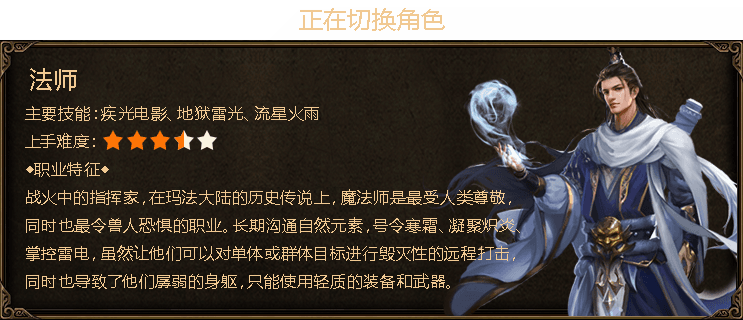 正在切换角色
法师
主要技能:疾光电影、地狱雷光、流星火雨
上手难度:
◆职业特征◆
战火中的指挥家,在玛法大陆的历史传说上,魔法师是最受人类尊敬,
同时也最令兽人恐惧的职业。长期沟通自然元素,号令寒霜、凝聚炽炎、
掌控雷电,虽然让他们可以对单体或群体目标进行毁灭性的远程打击,
同时也导致了他们孱弱的身躯,只能使用轻质的装备和武器。